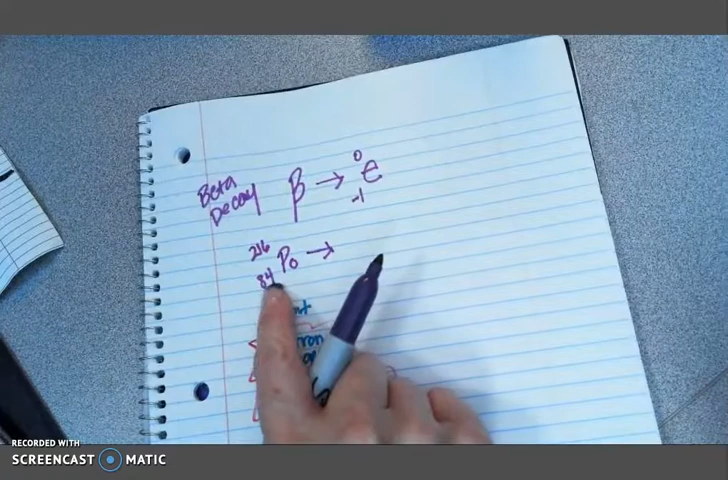 Beta Decay β → ⁰₋₁e
²¹⁶₈₄Po →
RECORDED WITH
SCREENCAST MATIC